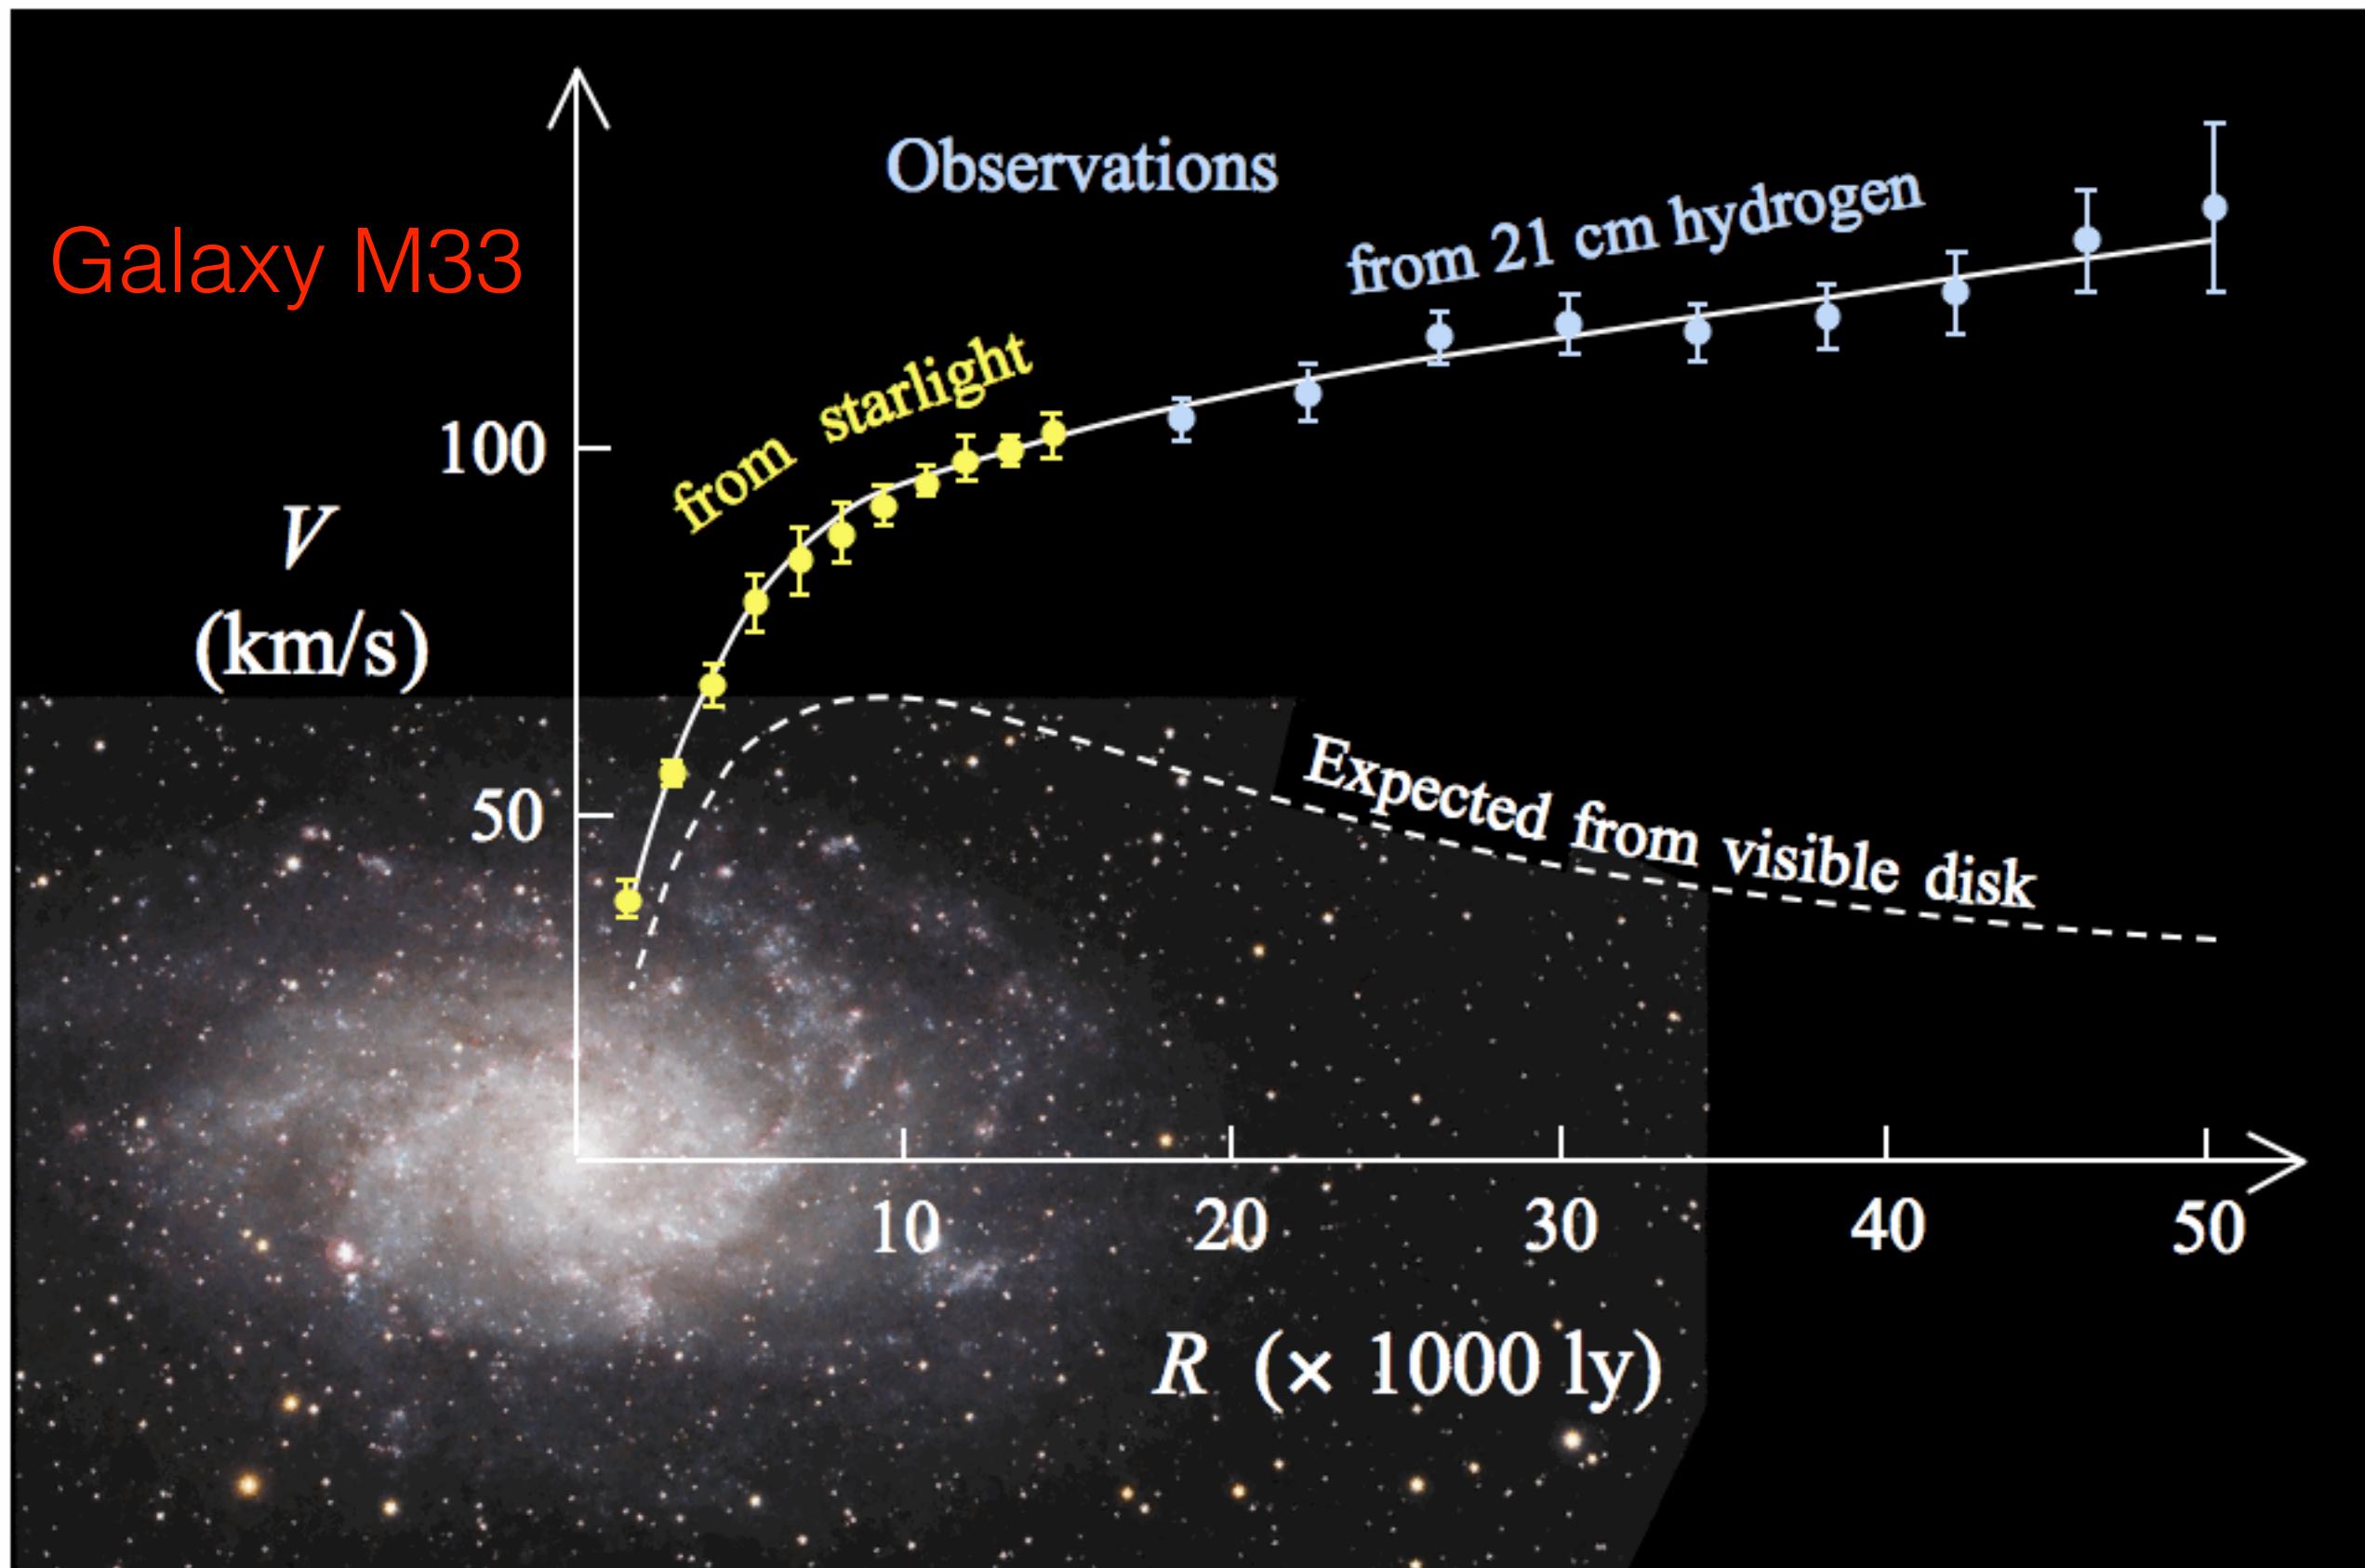 Observations
from 21 cm hydrogen
Galaxy M33
from starlight
100
V
(km/s)
50
Expected from visible disk
10 20 30 40 50
R (× 1000 ly)